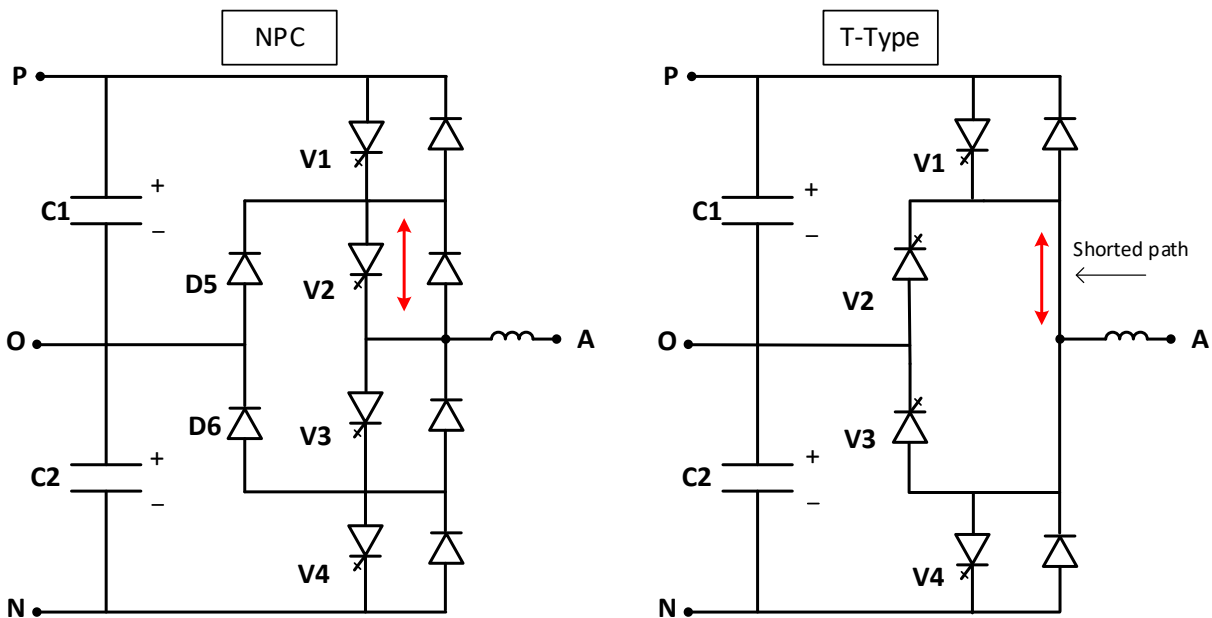 NPC
P
V1
C1
+
−
D5
V2
O
A
D6
V3
C2
+
−
V4
N
T-Type
P
V1
C1
+
−
Shorted path
V2
O
A
V3
C2
+
−
V4
N